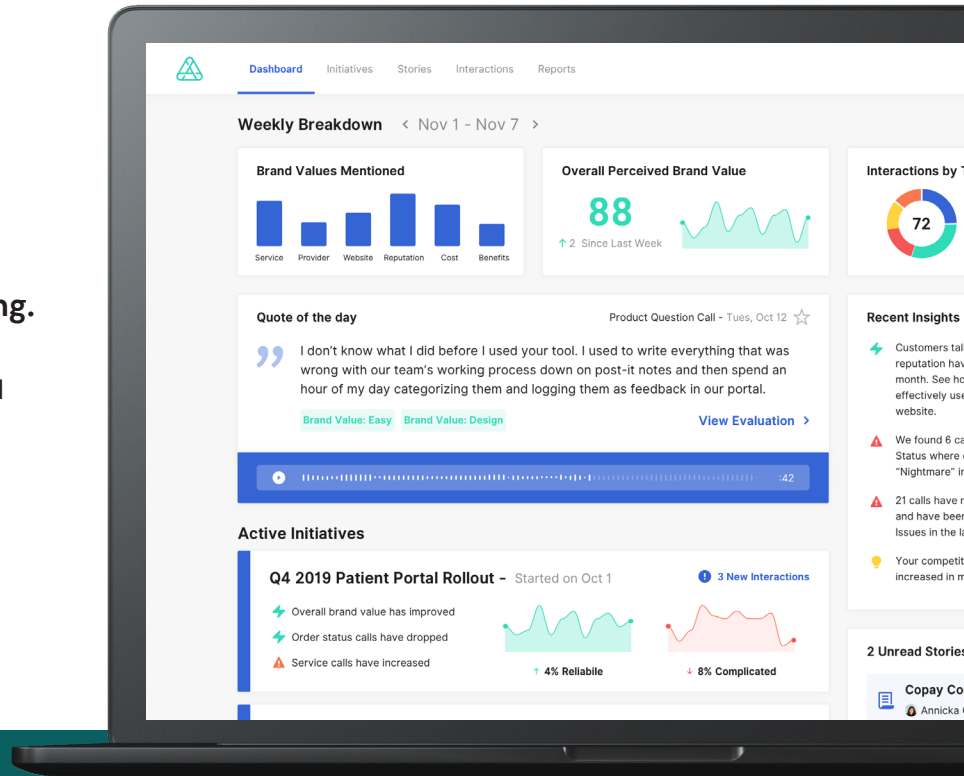 ng.
Dashboard Initiatives Stories Interactions Reports
Weekly Breakdown < Nov 1 - Nov 7 >
Brand Values Mentioned
Service Provider Website Reputation Cost Benefits
Overall Perceived Brand Value
88
↑ 2 Since Last Week
Interactions by T
72
Quote of the day
Product Question Call - Tues, Oct 12
I don't know what I did before I used your tool. I used to write everything that was
wrong with our team's working process down on post-it notes and then spend an
hour of my day categorizing them and logging them as feedback in our portal.
Brand Value: Easy Brand Value: Design
View Evaluation >
:42
Active Initiatives
Q4 2019 Patient Portal Rollout - Started on Oct 1
3 New Interactions
Overall brand value has improved
Order status calls have dropped
Service calls have increased
↑ 4% Reliabile
↓ 8% Complicated
Recent Insights
Customers tal
reputation hav
month. See ho
effectively use
website.
We found 6 ca
Status where
"Nightmare" i
21 calls have
and have been
Issues in the la
Your competit
increased in m
2 Unread Stories
Copay Co
Annicka